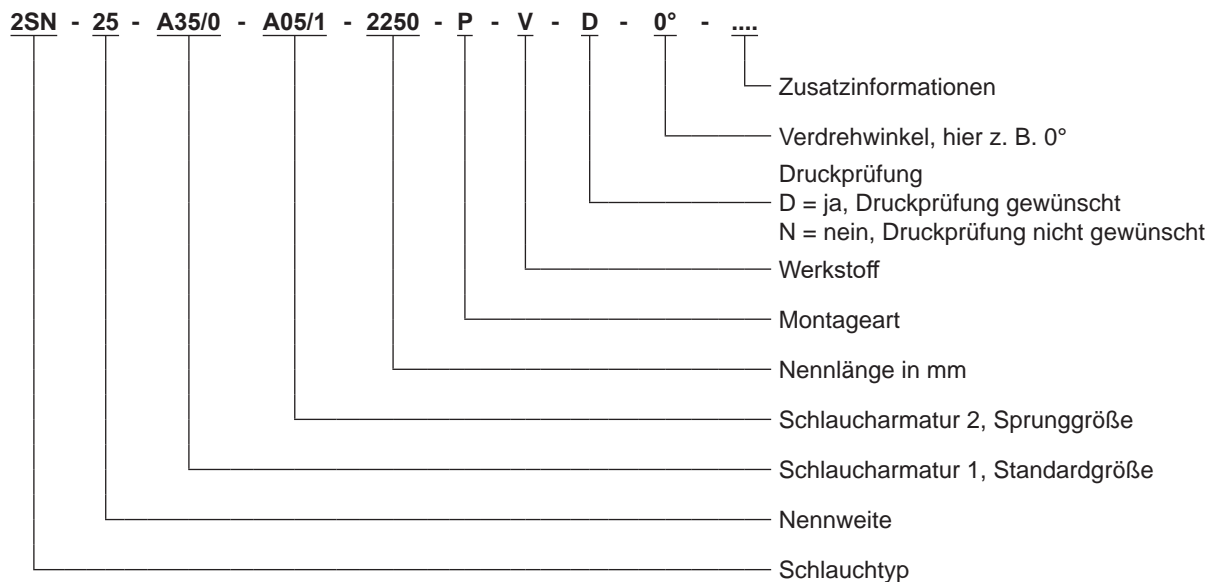 2SN - 25 - A35/0 - A05/1 - 2250 - P - V - D - 0° - ....
Zusatzinformationen
Verdrehwinkel, hier z. B. 0°
Druckprüfung
D = ja, Druckprüfung gewünscht
N = nein, Druckprüfung nicht gewünscht
Werkstoff
Montageart
Nennlänge in mm
Schlaucharmatur 2, Sprunggröße
Schlaucharmatur 1, Standardgröße
Nennweite
Schlauchtyp